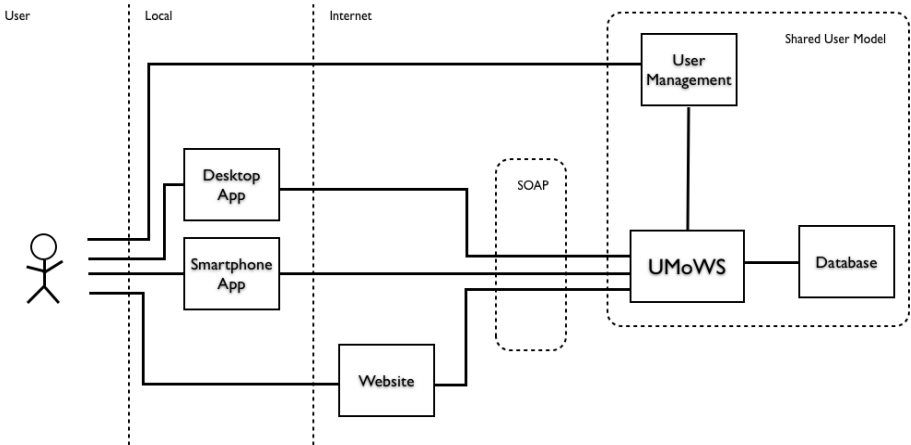 User
Local
Internet
Shared User Model
User
Management
Desktop
App
SOAP
Smartphone
App
UMoWS
Database
Website